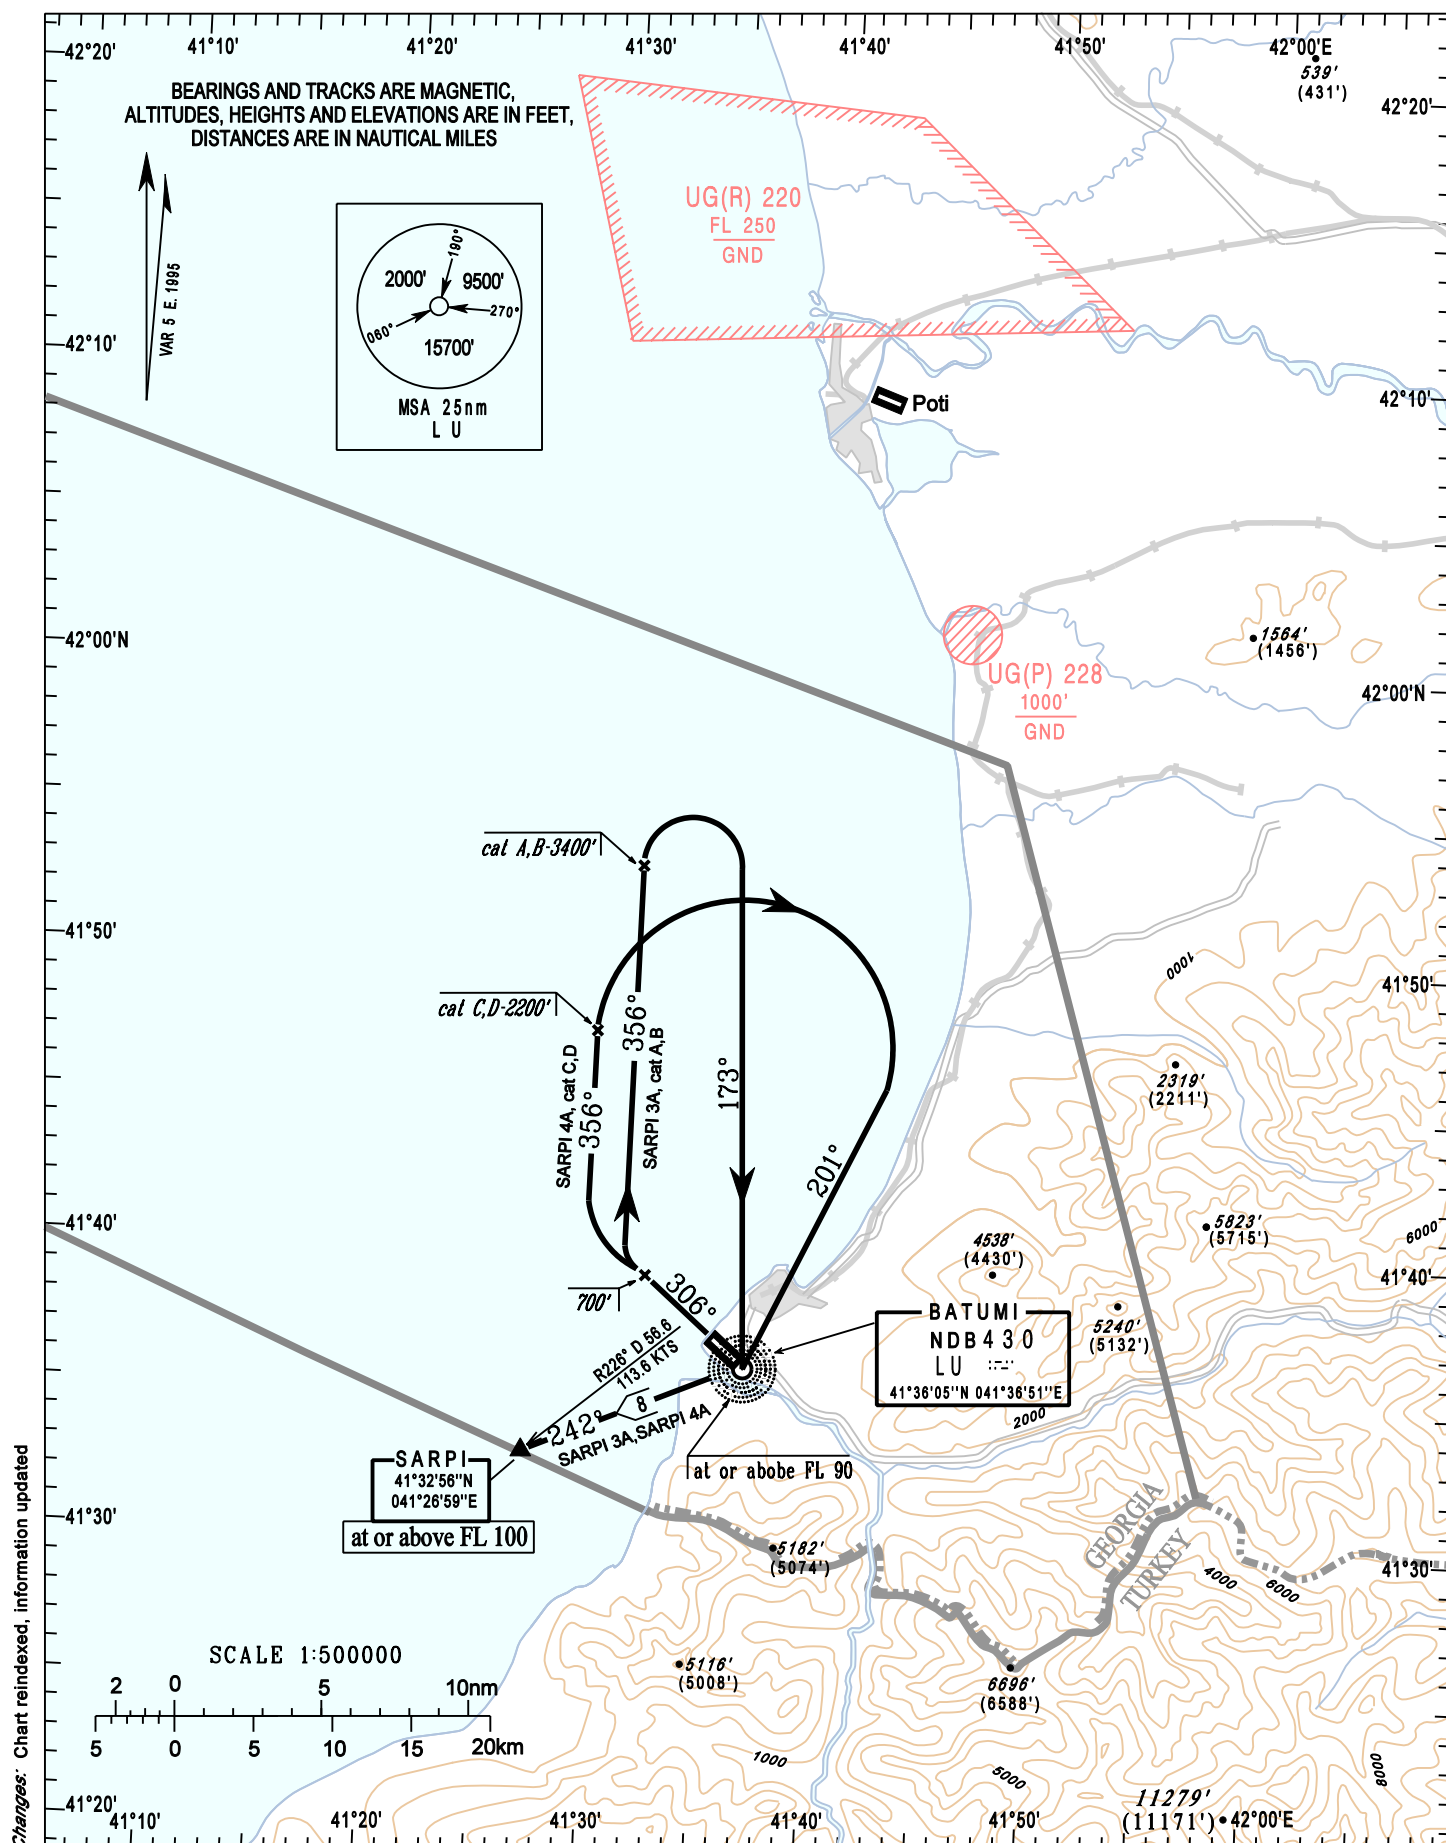 42°20'
41°10'
41°20'
41°30'
41°40'
41°50'
42°00'E
539'
(431')
42°20'
BEARINGS AND TRACKS ARE MAGNETIC,
ALTITUDES, HEIGHTS AND ELEVATIONS ARE IN FEET,
DISTANCES ARE IN NAUTICAL MILES
VAR 5 E. 1995
190°
2000'
9500'
060°
270°
15700'
MSA 25nm
L U
UG(R) 220
FL 250
GND
42°10'
42°10'
Poti
42°00'N
1564'
(1456')
UG(P) 228
1000'
GND
42°00'N
cat A,B-3400'
41°50'
1000
41°50'
cat C,D-2200'
SARPI 4A, cat C,D
356°
356°
SARPI 3A, cat A,B
173°
201°
2319'
(2211')
41°40'
5823'
(5715')
6000'
4538'
(4430')
41°40'
700'
306°
BATUMI
NDB 430
LU
41°36'05"N 041°36'51"E
5240'
(5132')
R226° D 56.6
113.6 KTS
8
242°
SARPI 3A,SARPI 4A
2000
SARPI
41°32'56"N
041°26'59"E
at or above FL 100
at or abobe FL 90
41°30'
GEORGIA
TURKEY
5182'
(5074')
4000
6000
41°30'
5116'
(5008')
6696'
(6588')
SCALE 1:500000
2 0 5 10nm
5 0 5 10 15 20km
1000
5000
8000
11279'
(11171')
41°20'
41°10'
41°20'
41°30'
41°40'
41°50'
42°00'E
Changes: Chart reindexed, information updated